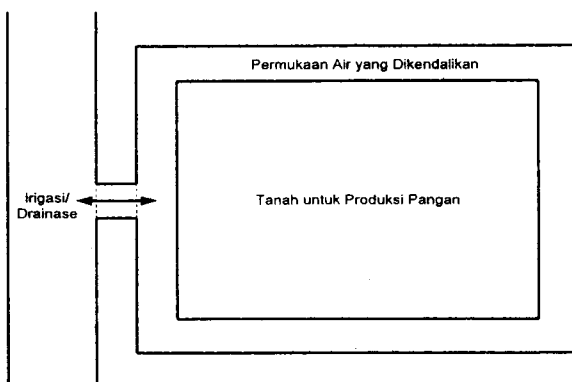 Permukaan Air yang Dikendalikan
Irigasi/
Drainase
Tanah untuk Produksi Pangan